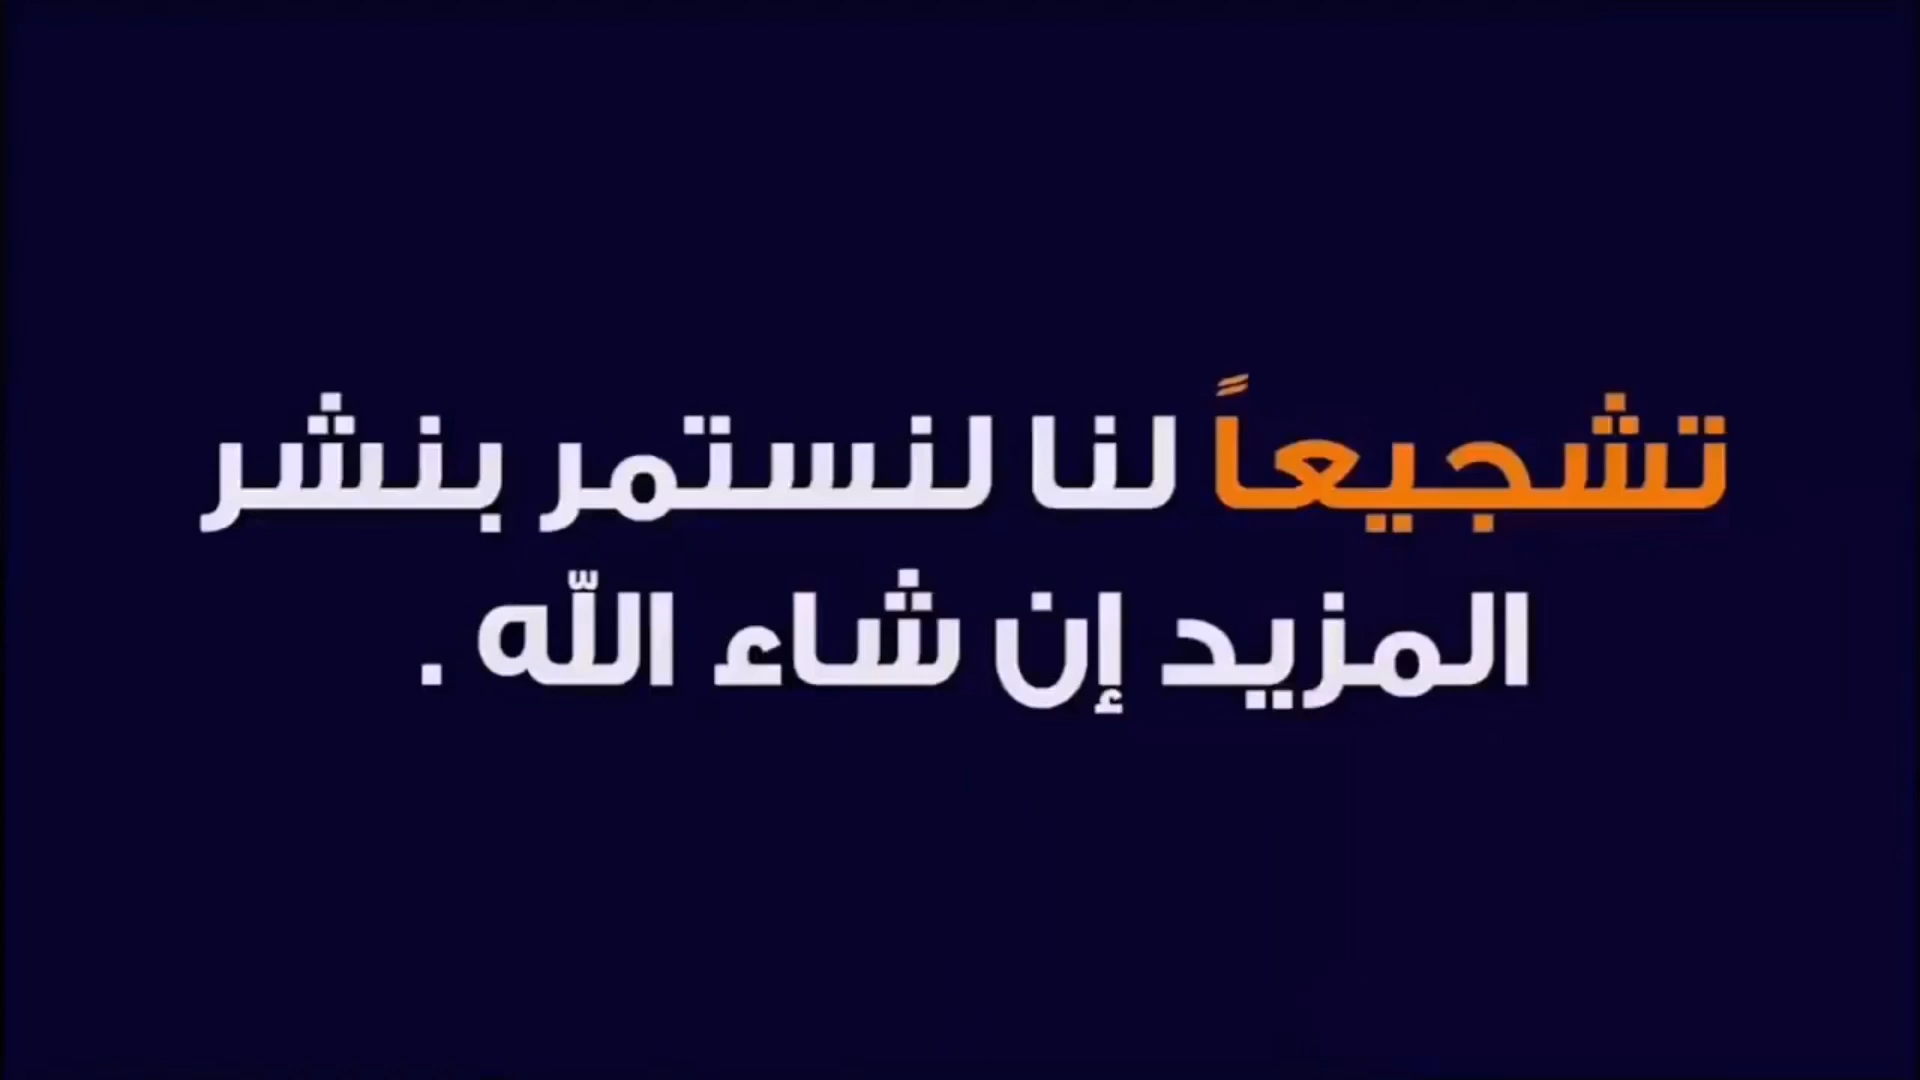 تشجيعاً لنا لنستمر بنشر
المزيد إن شاء اللّه .